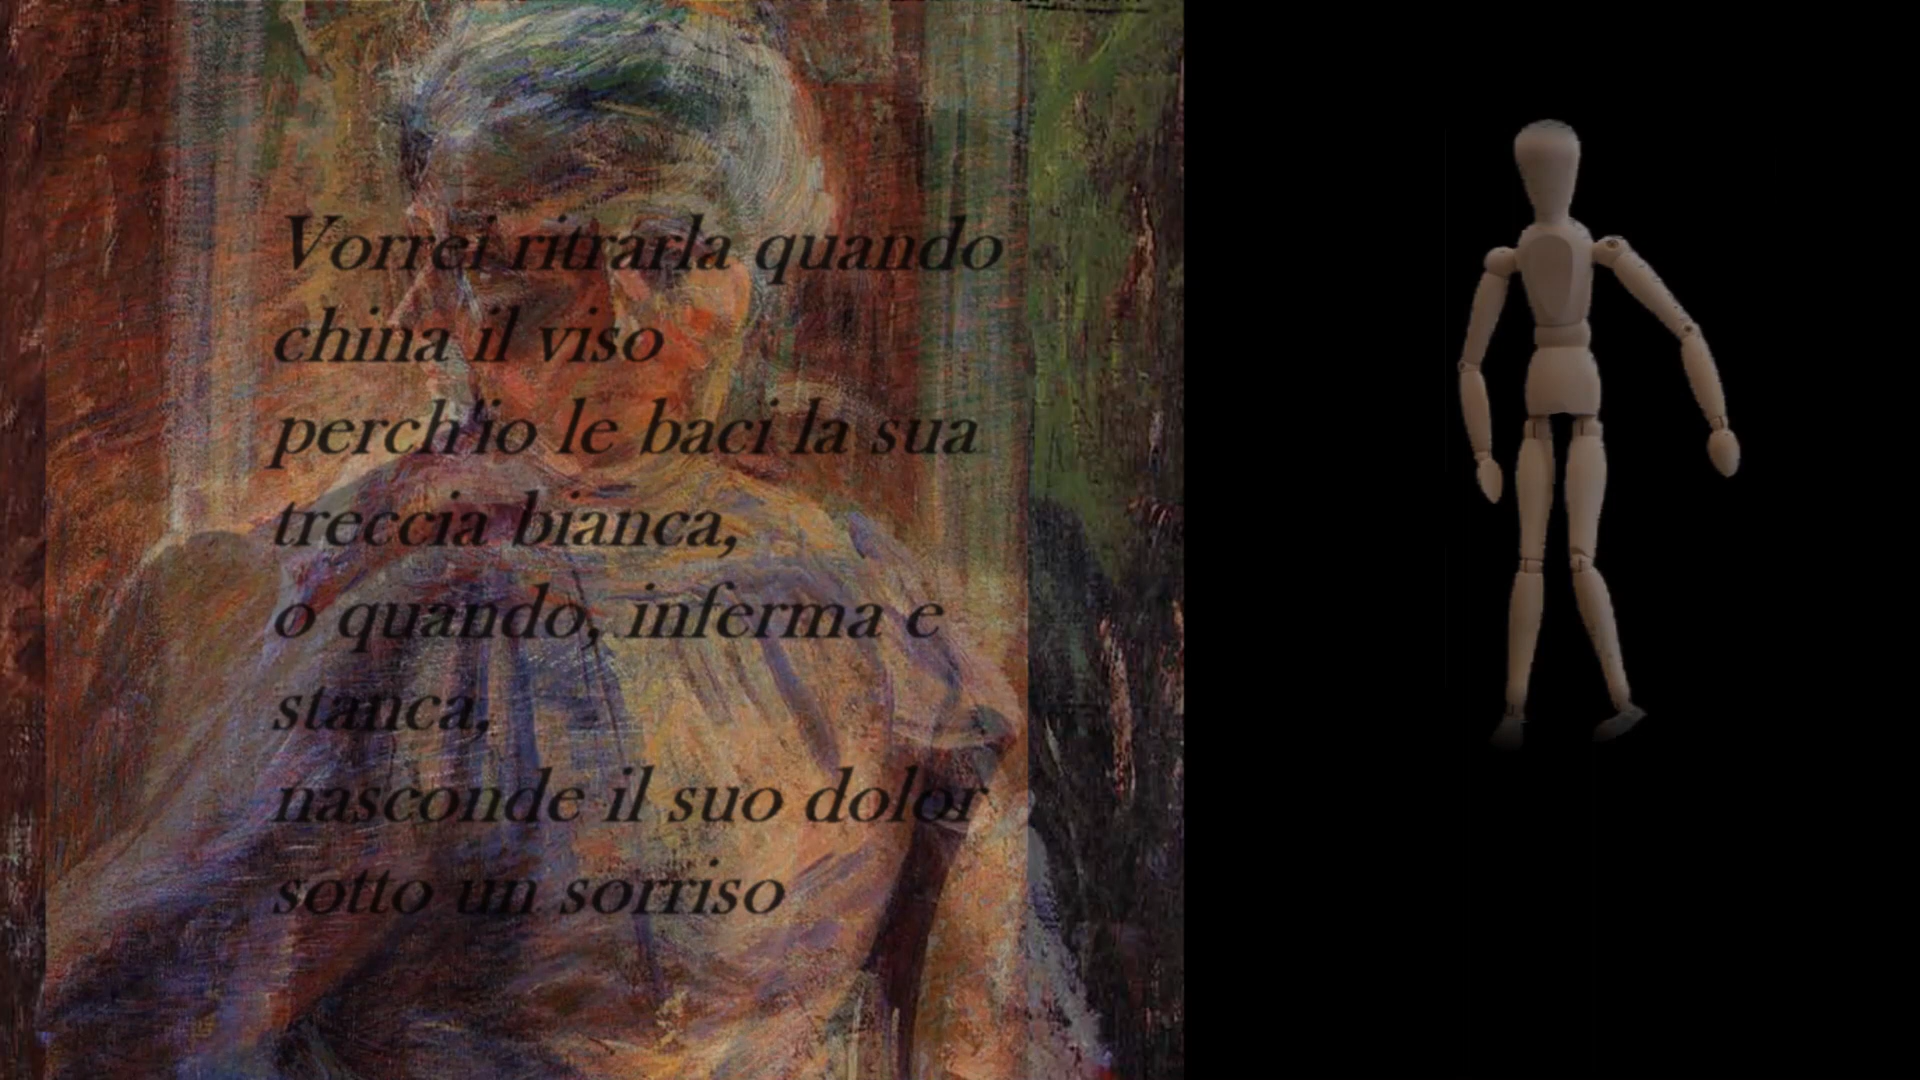 Vorrei ritrarla quando
china il viso
perch'io le baci la sua
treccia bianca,
o quando, inferma e
stanca,
nasconde il suo dolor
sotto un sorriso